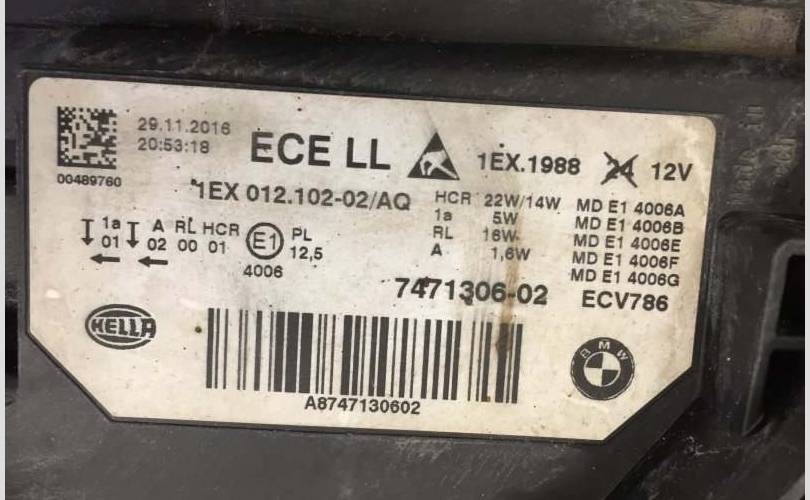 29.11.2016
20:53:18
00489760
ECE LL
1EX.1988 24 12V
1EX 012.102-02/AQ
HCR 22W/14W MD E1 4006A
1a 5W MD E1 4006B
RL 16W MD E1 4006E
A 1,6W MD E1 4006F
MD E1 4006G
1a A RL HCR E1 PL
01 02 00 01 12,5
4006
7471306-02 ECV786
HELLA
BMW
A8747130602